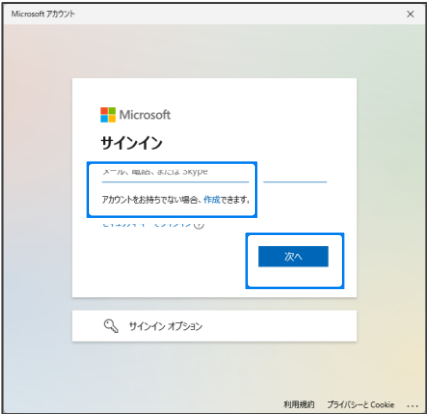 Microsoft アカウント
Microsoft
サインイン
メール、電話、または Skype
アカウントをお持ちでない場合、作成できます。
次へ
サインイン オプション
利用規約 プライバシーと Cookie ...